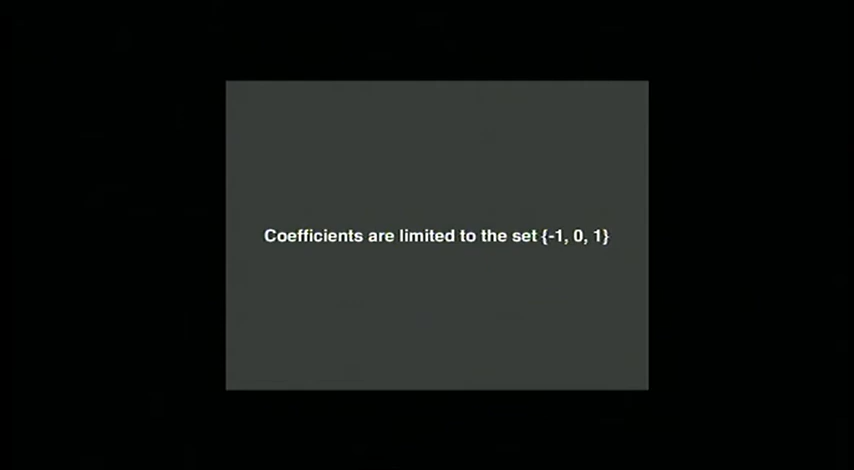 Coefficients are limited to the set {-1, 0, 1}